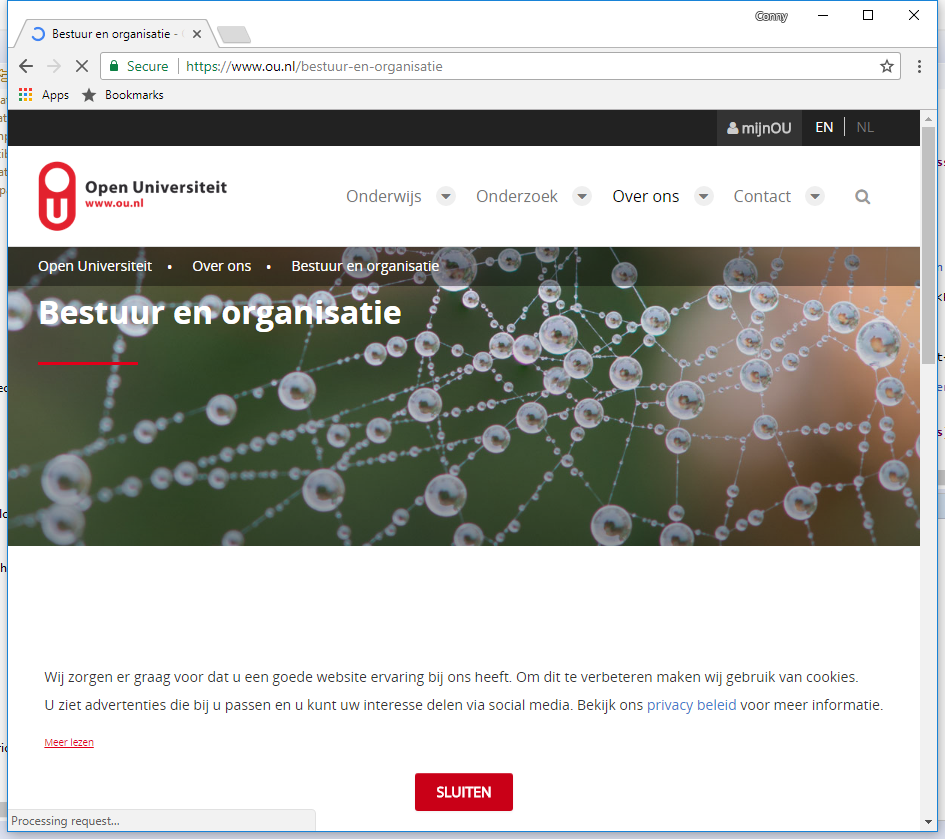 Conny
Bestuur en organisatie -
Secure
https://www.ou.nl/bestuur-en-organisatie
Apps
Bookmarks
mijnOU
EN
NL
Open Universiteit
www.ou.nl
Onderwijs
Onderzoek
Over ons
Contact
Open Universiteit • Over ons • Bestuur en organisatie
Bestuur en organisatie
Wij zorgen er graag voor dat u een goede website ervaring bij ons heeft. Om dit te verbeteren maken wij gebruik van cookies.
U ziet advertenties die bij u passen en u kunt uw interesse delen via social media. Bekijk ons privacy beleid voor meer informatie.
Meer lezen
SLUITEN
Processing request...